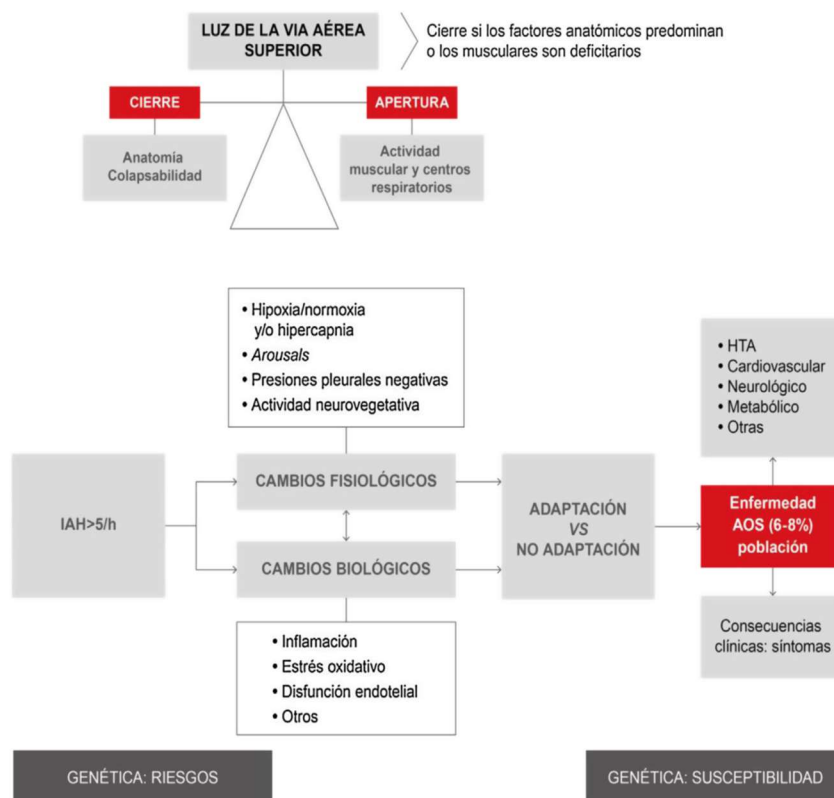 LUZ DE LA VIA AÉREA
SUPERIOR
Cierre si los factores anatómicos predominan
o los musculares son deficitarios
CIERRE
APERTURA
Anatomía
Colapsabilidad
Actividad
muscular y centros
respiratorios
• Hipoxia/normoxia
y/o hipercapnia
• Arousals
• Presiones pleurales negativas
• Actividad neurvegetativa
• HTA
• Cardiovascular
• Neurológico
• Metabólico
• Otras
IAH>5/h
CAMBIOS FISIOLÓGICOS
CAMBIOS BIOLÓGICOS
ADAPTACIÓN
VS
NO ADAPTACIÓN
Enfermedad
AOS (6-8%)
población
• Inflamación
• Estrés oxidativo
• Disfunción endotelial
• Otros
Consecuencias
clínicas: síntomas
GENÉTICA: RIESGOS
GENÉTICA: SUSCEPTIBILIDAD